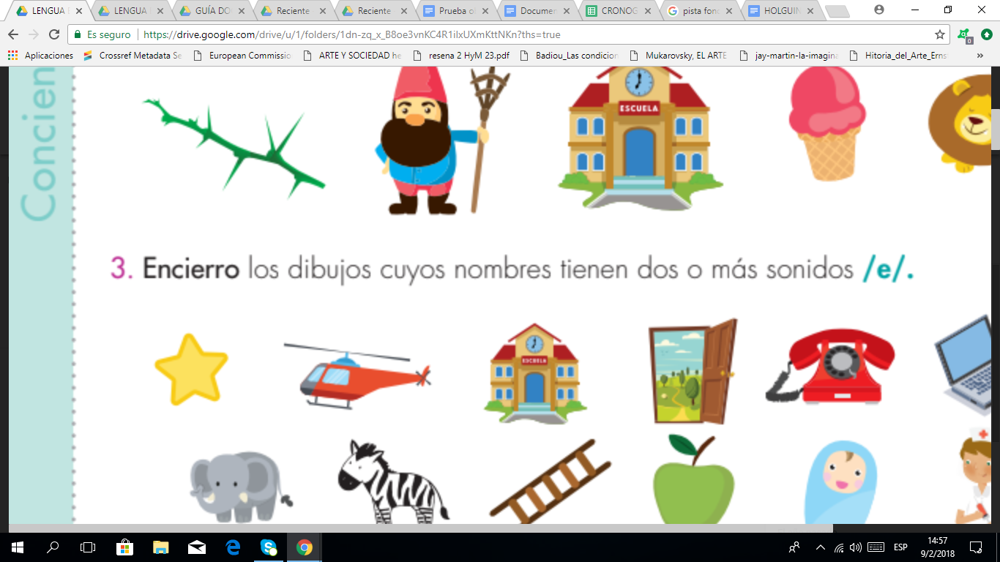 LENGUA E
LENGUA
GUÍA DO
Reciente
Reciente
Prueba o
Documen
CRONOG
pista fond
HOLGUIN
Es seguro
https://drive.google.com/drive/u/1/folders/1dn-zq_x_B8oe3vnKC4R1ilxUXmKttNKn?ths=true
0
Aplicaciones
Crossref Metadata Se
European Commissio
ARTE Y SOCIEDAD he
resena 2 HyM 23.pdf
Badiou_Las condicion
Mukarovsky, EL ARTE
jay-martin-la-imagina
Hitoria_del_Arte_Erns
»
Concien
ESCUELA
3. Encierro los dibujos cuyos nombres tienen dos o más sonidos /e/.
ESCUELA
ESP
14:57
9/2/2018